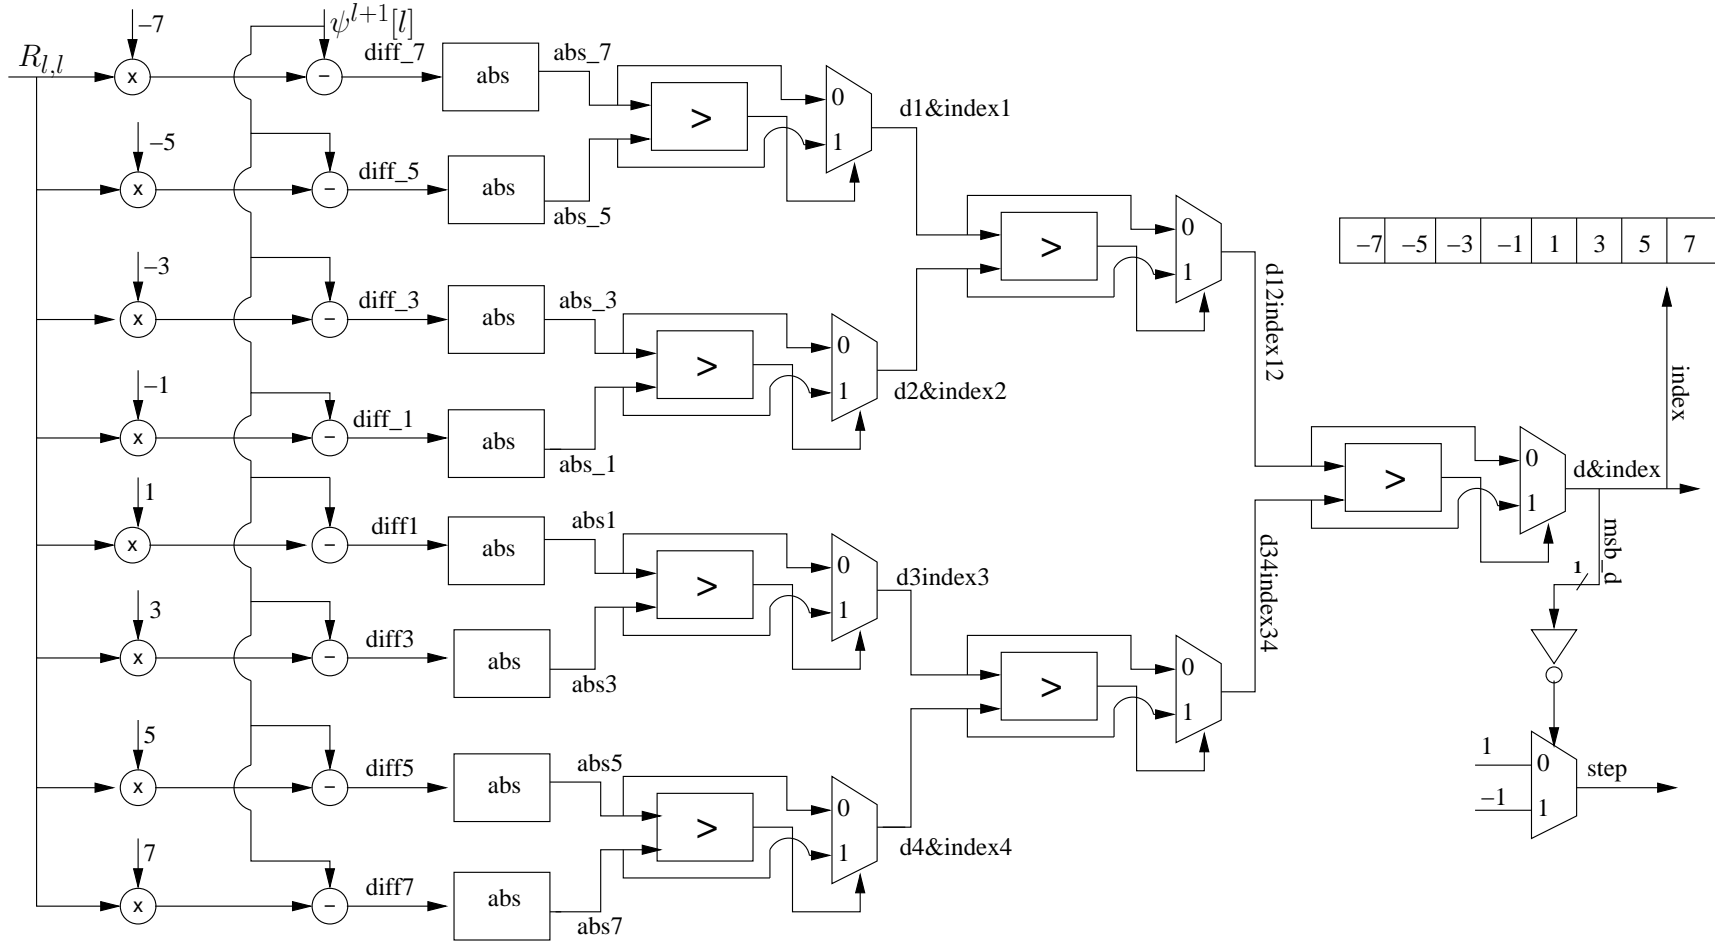 −7 ψ^{l+1}[l]
R_{l,l} x − diff_7 abs abs_7 > 0 1 d1&index1
−5
x − diff_5 abs abs_5
> 0 1 d12index12
−7 −5 −3 −1 1 3 5 7
−3
x − diff_3 abs abs_3
> 0 1 d2&index2
−1
x − diff_1 abs abs_1
index
> 0 1 d&index
msb_d
1
1
x − diff1 abs abs1
> 0 1 d3index3
d34index34
3
x − diff3 abs abs3
> 0 1
5
x − diff5 abs abs5
> 0 1 d4&index4
1 0 step
−1 1
7
x − diff7 abs abs7